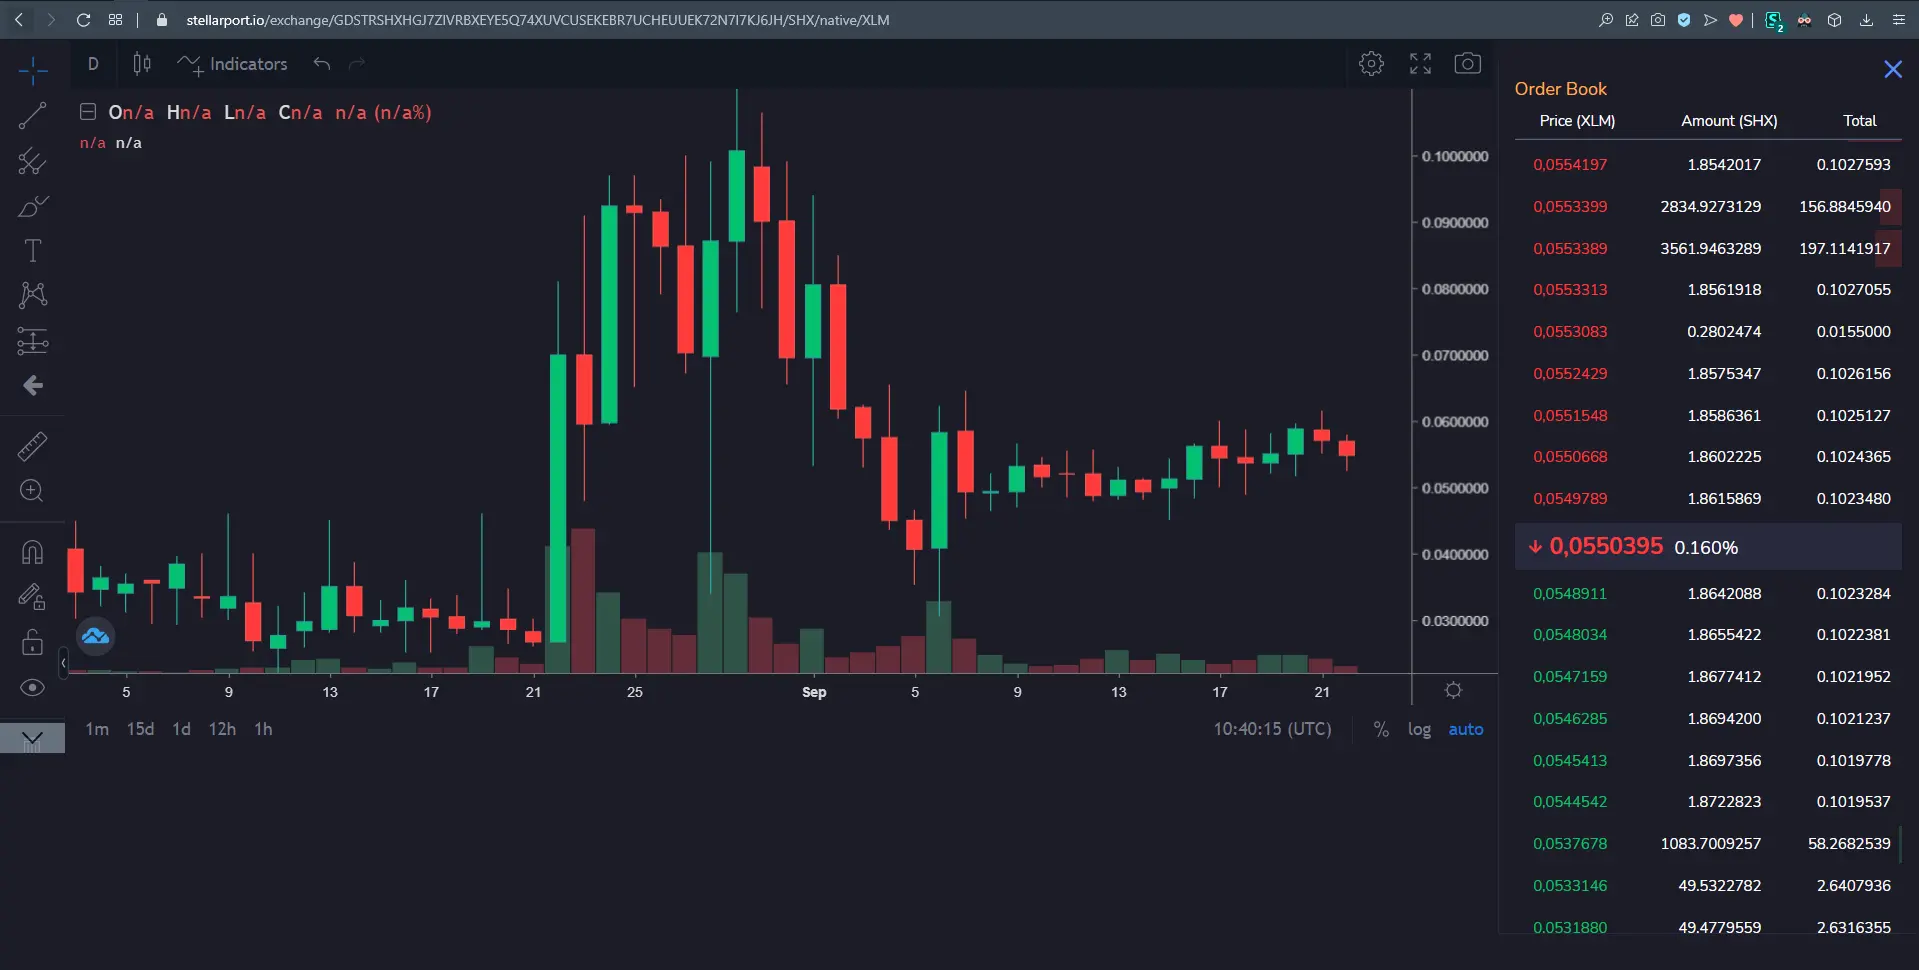 stellarport.io/exchange/GDSTRSHXHGJ7ZIVRBXEYE5Q74XUVCUSEKEBR7UCHEUUEK72N7I7KJ6JH/SHX/native/XLM
2
D Indicators
On/a Hn/a Ln/a Cn/a n/a (n/a%)
n/a n/a
0.1000000
0.0900000
0.0800000
0.0700000
0.0600000
0.0500000
0.0400000
0.0300000
5 9 13 17 21 25 Sep 5 9 13 17 21
1m 15d 1d 12h 1h 10:40:15 (UTC) % log auto
Order Book
Price (XLM) Amount (SHX) Total
0,0554197 1.8542017 0.1027593
0,0553399 2834.9273129 156.8845940
0,0553389 3561.9463289 197.1141917
0,0553313 1.8561918 0.1027055
0,0553083 0.2802474 0.0155000
0,0552429 1.8575347 0.1026156
0,0551548 1.8586361 0.1025127
0,0550668 1.8602225 0.1024365
0,0549789 1.8615869 0.1023480
0,0550395 0.160%
0,0548911 1.8642088 0.1023284
0,0548034 1.8655422 0.1022381
0,0547159 1.8677412 0.1021952
0,0546285 1.8694200 0.1021237
0,0545413 1.8697356 0.1019778
0,0544542 1.8722823 0.1019537
0,0537678 1083.7009257 58.2682539
0,0533146 49.5322782 2.6407936
0,0531880 49.4779559 2.6316355